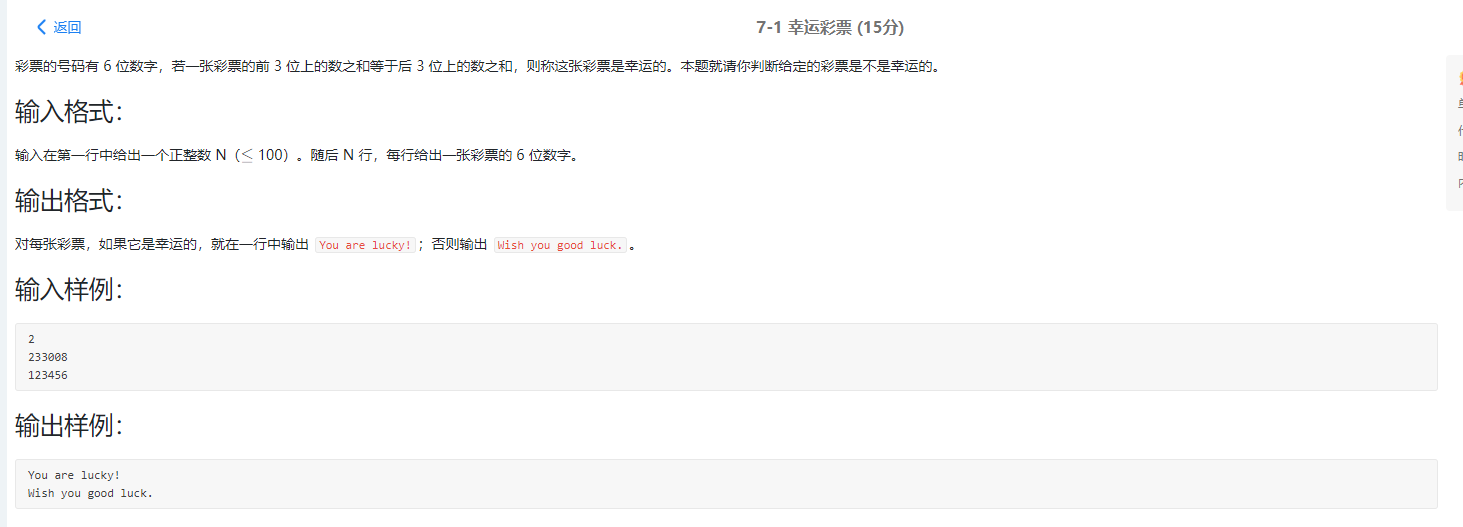 返回
7-1 幸运彩票 (15分)
彩票的号码有 6 位数字，若一张彩票的前 3 位上的数之和等于后 3 位上的数之和，则称这张彩票是幸运的。本题就请你判断给定的彩票是不是幸运的。
输入格式：
输入在第一行中给出一个正整数 N（≤ 100）。随后 N 行，每行给出一张彩票的 6 位数字。
输出格式：
对每张彩票，如果它是幸运的，就在一行中输出 You are lucky!；否则输出 Wish you good luck.。
输入样例：
2
233008
123456
输出样例：
You are lucky!
Wish you good luck.